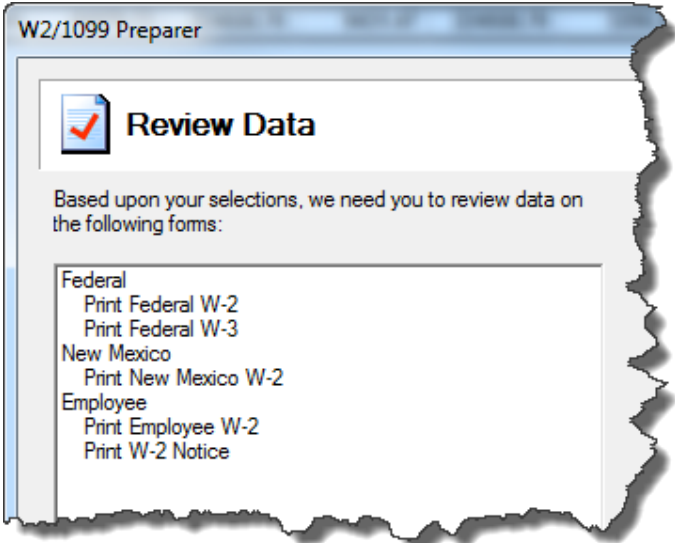 W2/1099 Preparer
Review Data
Based upon your selections, we need you to review data on
the following forms:
Federal
Print Federal W-2
Print Federal W-3
New Mexico
Print New Mexico W-2
Employee
Print Employee W-2
Print W-2 Notice